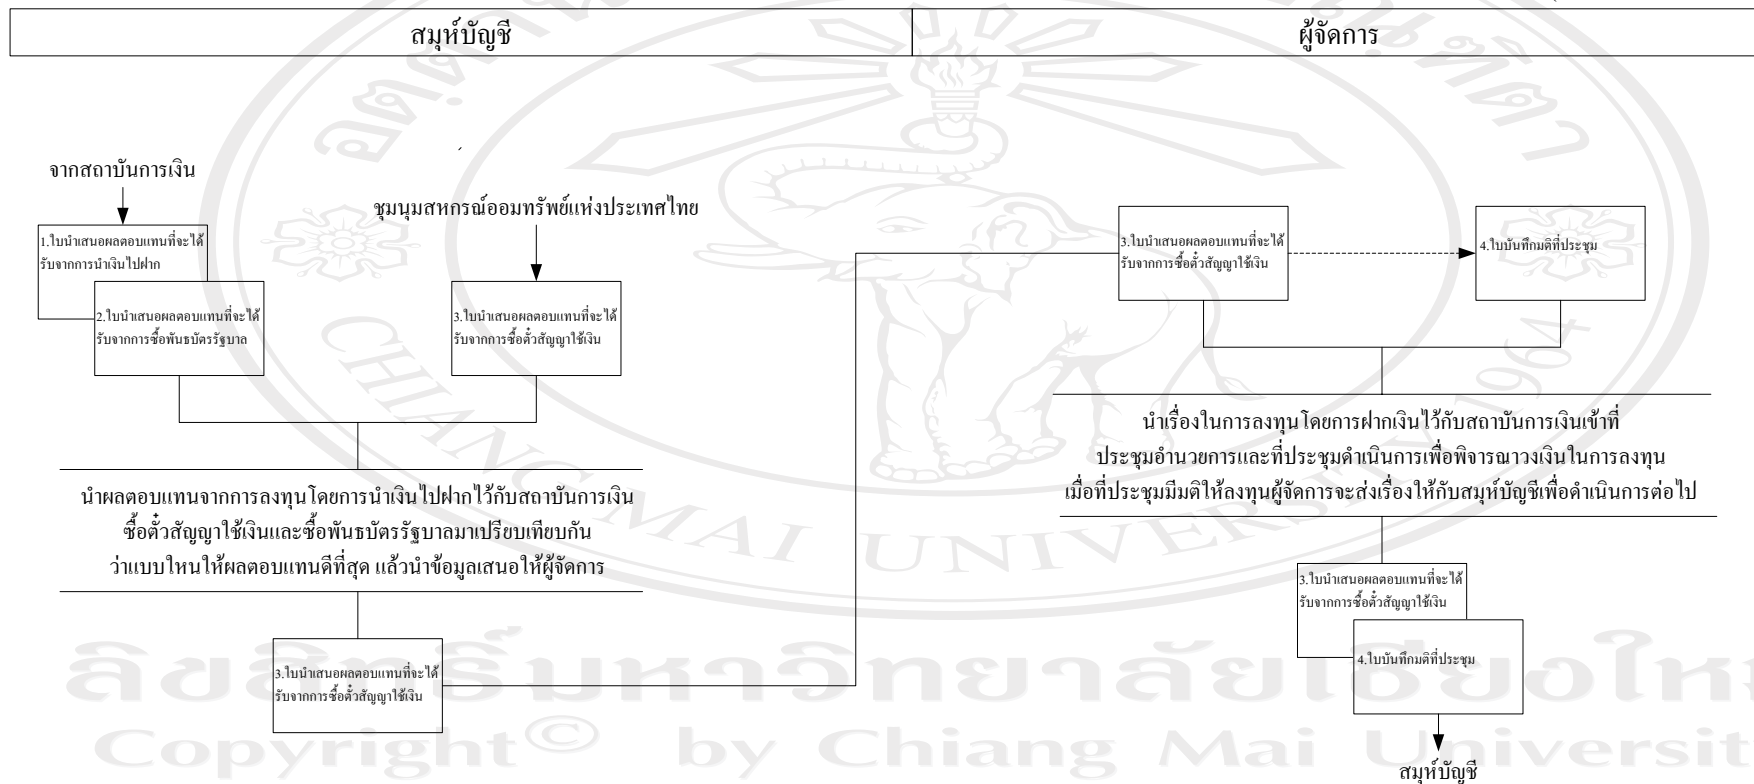 สมุห์บัญชี
ผู้จัดการ
จากสถาบันการเงิน
1.ใบนำเสนอผลตอบแทนที่จะได้
รับจากการนำเงินไปฝาก
2.ใบนำเสนอผลตอบแทนที่จะได้
รับจากการซื้อพันธบัตรรัฐบาล
ชุมนุมสหกรณ์ออมทรัพย์แห่งประเทศไทย
3.ใบนำเสนอผลตอบแทนที่จะได้
รับจากการซื้อตั๋วสัญญาใช้เงิน
นำผลตอบแทนจากการลงทุนโดยการนำเงินไปฝากไว้กับสถาบันการเงิน
ซื้อตั๋วสัญญาใช้เงินและซื้อพันธบัตรรัฐบาลมาเปรียบเทียบกัน
ว่าแบบใหนให้ผลตอบแทนดีที่สุด แล้วนำข้อมูลเสนอให้ผู้จัดการ
3.ใบนำเสนอผลตอบแทนที่จะได้
รับจากการซื้อตั๋วสัญญาใช้เงิน
3.ใบนำเสนอผลตอบแทนที่จะได้
รับจากการซื้อตั๋วสัญญาใช้เงิน
4.ใบบันทึกมติที่ประชุม
นำเรื่องในการลงทุนโดยการฝากเงินไว้กับสถาบันการเงินเข้าที่
ประชุมอำนวยการและที่ประชุมดำเนินการเพื่อพิจารณาวงเงินในการลงทุน
เมื่อที่ประชุมมีมติให้ลงทุนผู้จัดการจะส่งเรื่องให้กับสมุห์บัญชีเพื่อดำเนินการต่อไป
3.ใบนำเสนอผลตอบแทนที่จะได้
รับจากการซื้อตั๋วสัญญาใช้เงิน
4.ใบบันทึกมติที่ประชุม
สมุห์บัญชี
CHIANG MAI UNIVERSITY 1964
ลิขสิทธิ์มหาวิทยาลัยเชียงใหม
Copyright© by Chiang Mai Universit